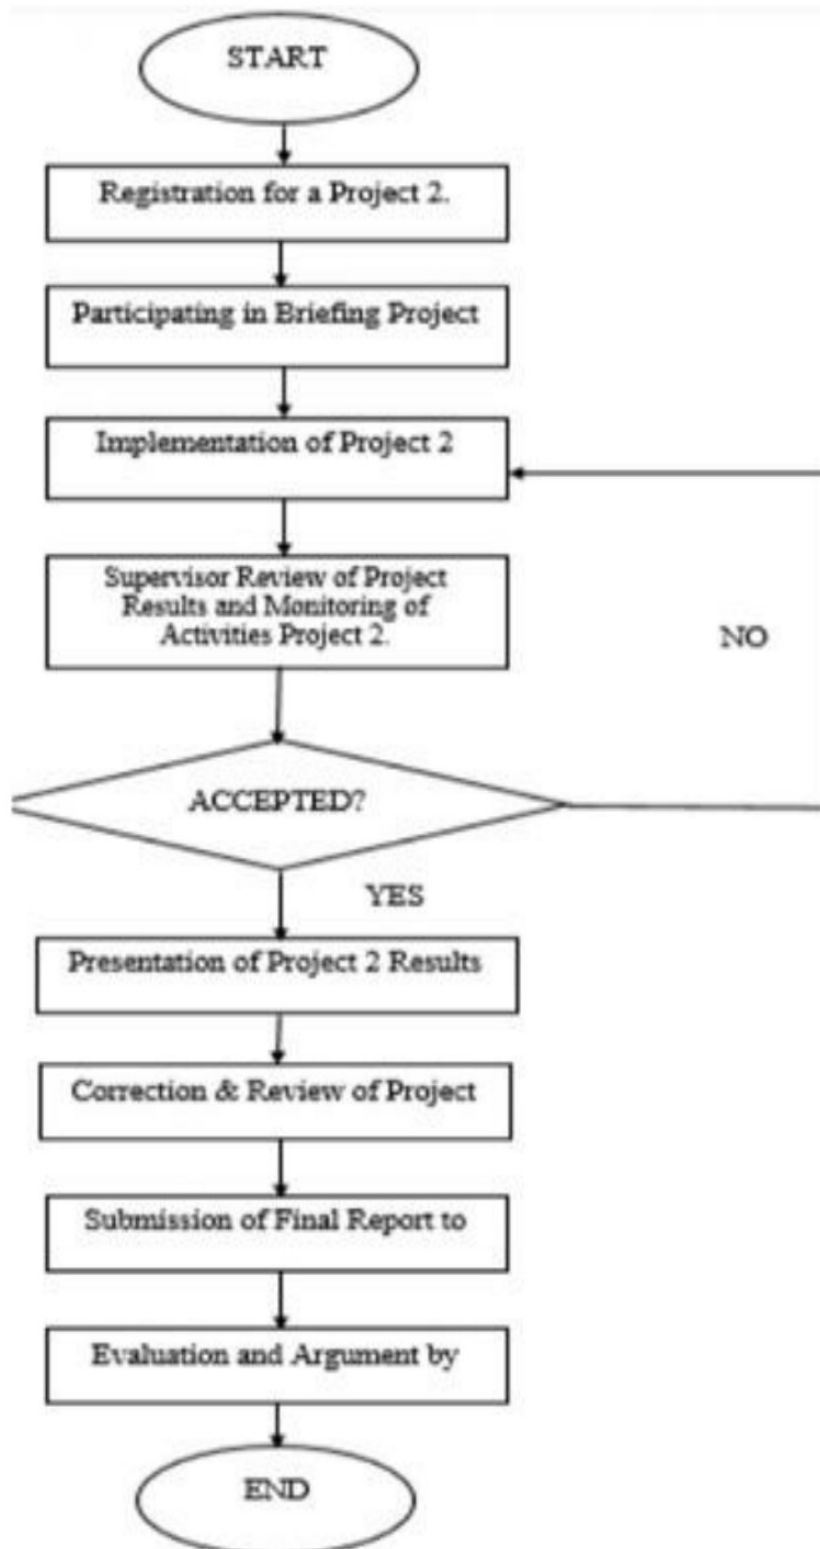 START
Registration for a Project 2.
Participating in Briefing Project
Implementation of Project 2
Supervisor Review of Project
Results and Monitoring of
Activities Project 2.
NO
ACCEPTED?
YES
Presentation of Project 2 Results
Correction & Review of Project
Submission of Final Report to
Evaluation and Argument by
END